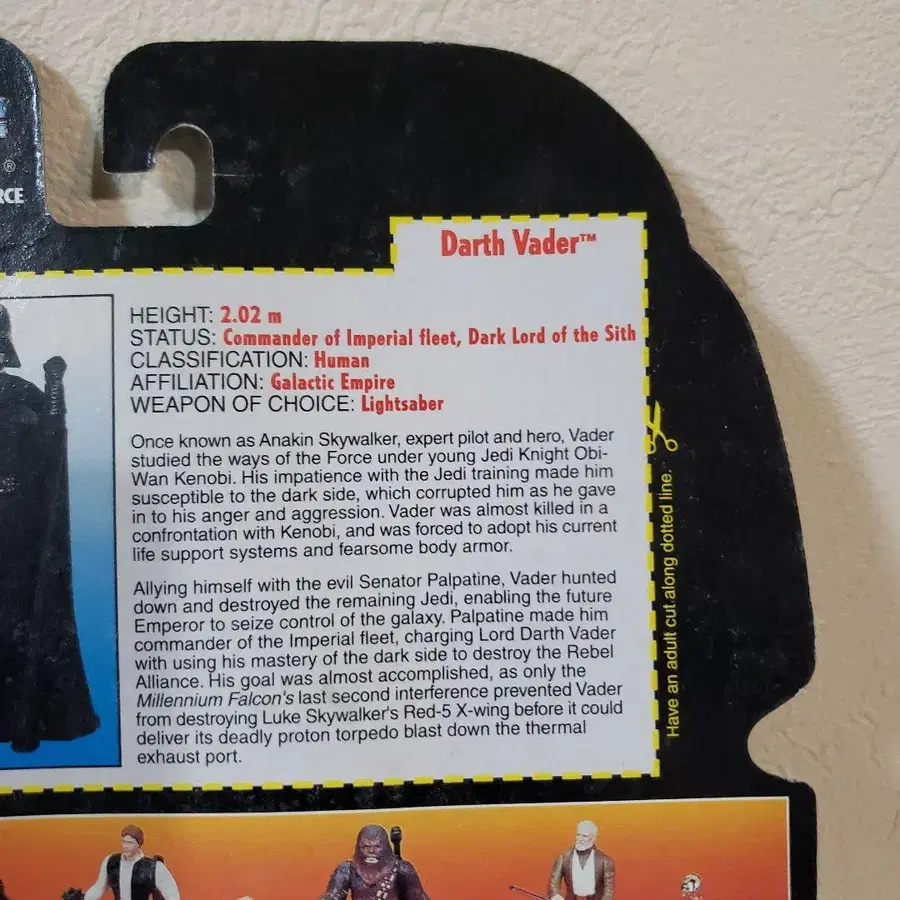 ®
RCE
Darth Vader™
HEIGHT: 2.02 m
STATUS: Commander of Imperial fleet, Dark Lord of the Sith
CLASSIFICATION: Human
AFFILIATION: Galactic Empire
WEAPON OF CHOICE: Lightsaber
Once known as Anakin Skywalker, expert pilot and hero, Vader
studied the ways of the Force under young Jedi Knight Obi-
Wan Kenobi. His impatience with the Jedi training made him
susceptible to the dark side, which corrupted him as he gave
in to his anger and aggression. Vader was almost killed in a
confrontation with Kenobi, and was forced to adopt his current
life support systems and fearsome body armor.
Allying himself with the evil Senator Palpatine, Vader hunted
down and destroyed the remaining Jedi, enabling the future
Emperor to seize control of the galaxy. Palpatine made him
commander of the Imperial fleet, charging Lord Darth Vader
with using his mastery of the dark side to destroy the Rebel
Alliance. His goal was almost accomplished, as only the
Millennium Falcon's last second interference prevented Vader
from destroying Luke Skywalker's Red-5 X-wing before it could
deliver its deadly proton torpedo blast down the thermal
exhaust port.
Have an adult cut along dotted line.